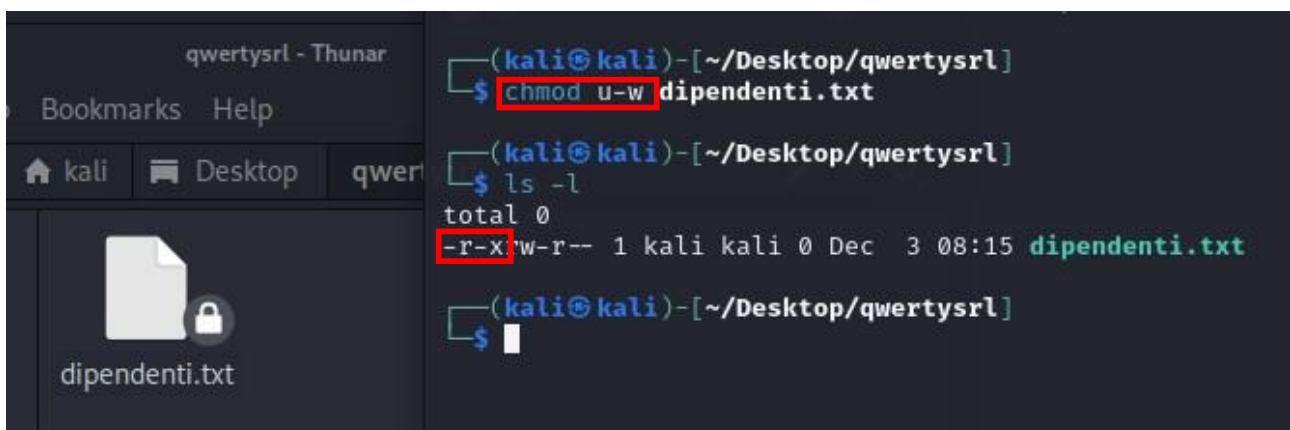 qwertysrl - Thunar
Bookmarks Help
kali Desktop qwert
dipendenti.txt
┌──(kali㉿kali)-[~/Desktop/qwertysrl]
└─$ chmod u-w dipendenti.txt
┌──(kali㉿kali)-[~/Desktop/qwertysrl]
└─$ ls -l
total 0
-r-xrw-r-- 1 kali kali 0 Dec  3 08:15 dipendenti.txt
┌──(kali㉿kali)-[~/Desktop/qwertysrl]
└─$